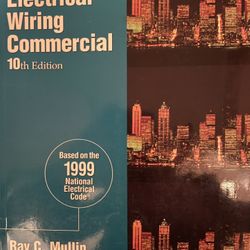 Electrical
Wiring
Commercial
10th Edition
Based on the
1999
National
Electrical
Code®
Ray C. Mullin